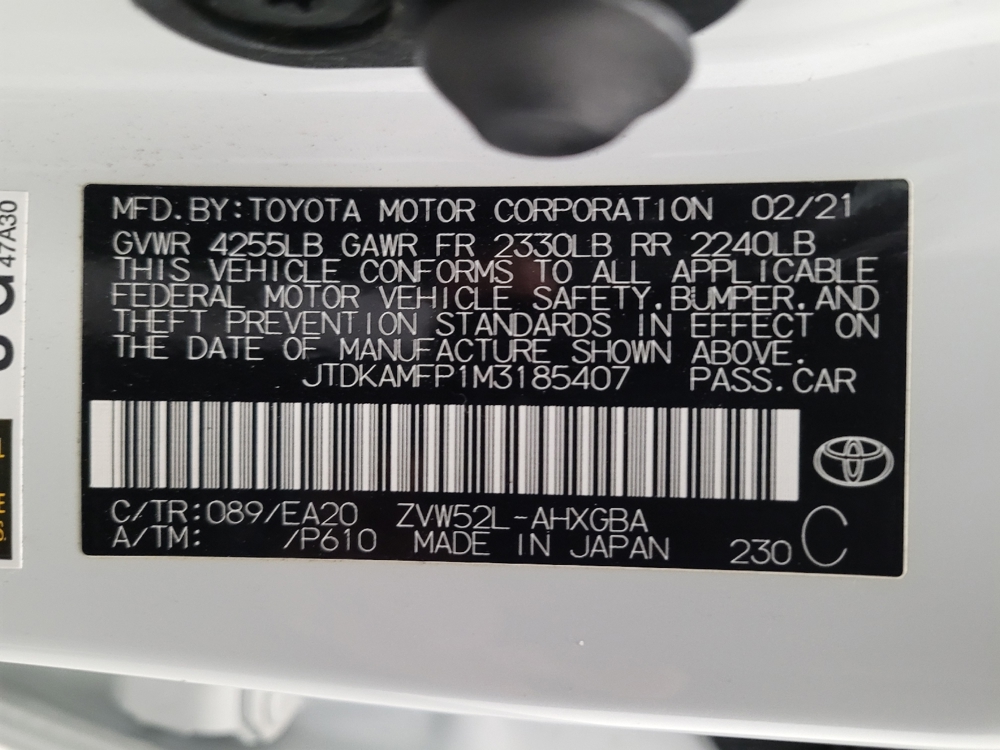 MFD.BY:TOYOTA MOTOR CORPORATION 02/21
GVWR 4255LB GAWR FR 2330LB RR 2240LB
THIS VEHICLE CONFORMS TO ALL APPLICABLE
FEDERAL MOTOR VEHICLE SAFETY,BUMPER,AND
THEFT PREVENTION STANDARDS IN EFFECT ON
THE DATE OF MANUFACTURE SHOWN ABOVE.
JTDKAMFP1M3185407 PASS.CAR
C/TR:089/EA20 ZVW52L-AHXGBA
A/TM: /P610 MADE IN JAPAN 230 C
47A30